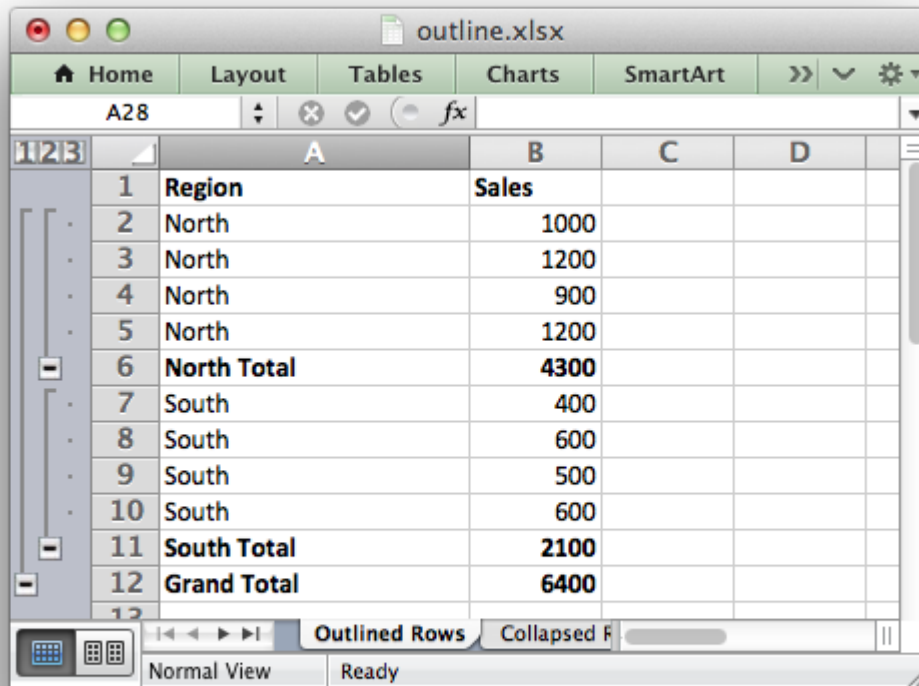 outline.xlsx
Home Layout Tables Charts SmartArt
A28 fx
1 2 3 A B C D
1 Region Sales
2 North 1000
3 North 1200
4 North 900
5 North 1200
6 North Total 4300
7 South 400
8 South 600
9 South 500
10 South 600
11 South Total 2100
12 Grand Total 6400
13
Outlined Rows Collapsed R
Normal View Ready